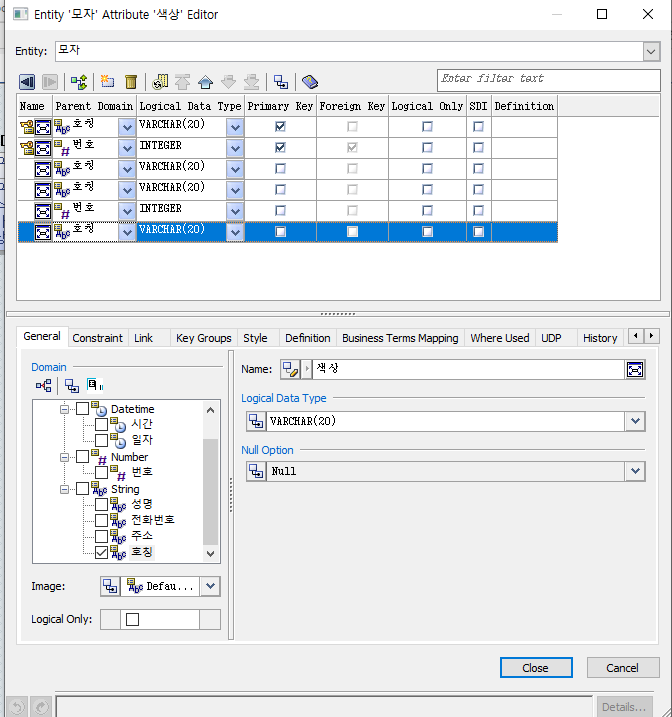 Entity '모자' Attribute '색상' Editor
Entity: 모자
Enter filter text
Name Parent Domain Logical Data Type Primary Key Foreign Key Logical Only SDI Definition
호칭 VARCHAR(20)
번호 INTEGER
호칭 VARCHAR(20)
호칭 VARCHAR(20)
번호 INTEGER
호칭 VARCHAR(20)
General Constraint Link Key Groups Style Definition Business Terms Mapping Where Used UDP History
Domain
Datetime
시간
일자
Number
번호
String
성명
전화번호
주소
호칭
Image: Defau...
Logical Only:
Name: 색상
Logical Data Type
VARCHAR(20)
Null Option
Null
Close Cancel
Details...